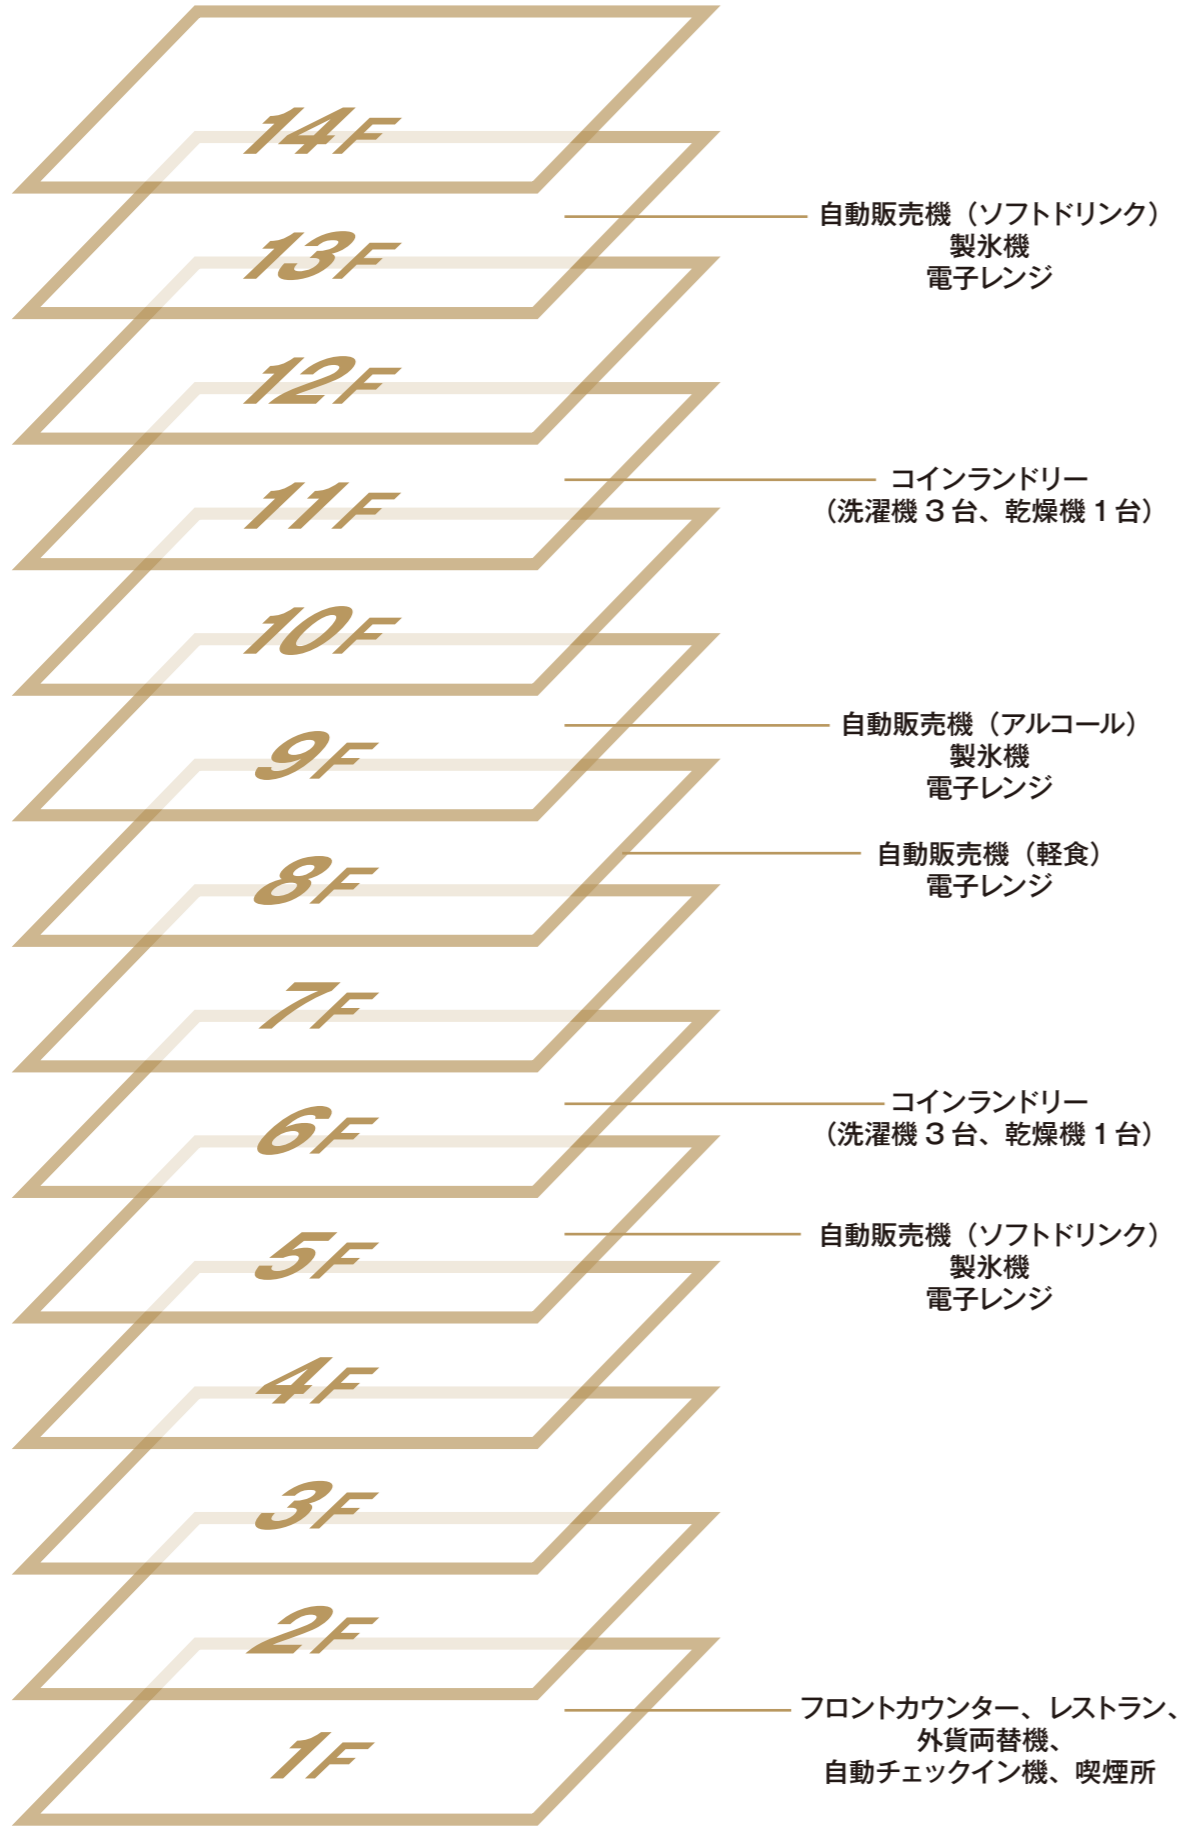 14F
13F
自動販売機（ソフトドリンク）
製氷機
電子レンジ
12F
11F
コインランドリー
（洗濯機3台、乾燥機1台）
10F
9F
自動販売機（アルコール）
製氷機
電子レンジ
8F
自動販売機（軽食）
電子レンジ
7F
6F
コインランドリー
（洗濯機3台、乾燥機1台）
5F
自動販売機（ソフトドリンク）
製氷機
電子レンジ
4F
3F
2F
1F
フロントカウンター、レストラン、
外貨両替機、
自動チェックイン機、喫煙所